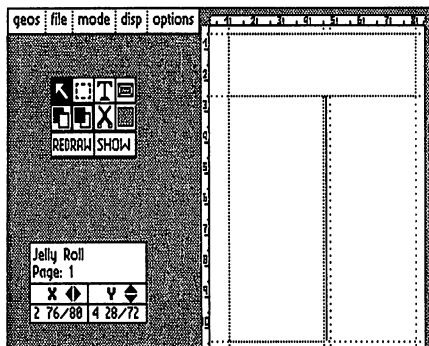 geos file mode disp options
REDRAW SHOW
Jelly Roll
Page: 1
X Y
2 76/80 4 28/72